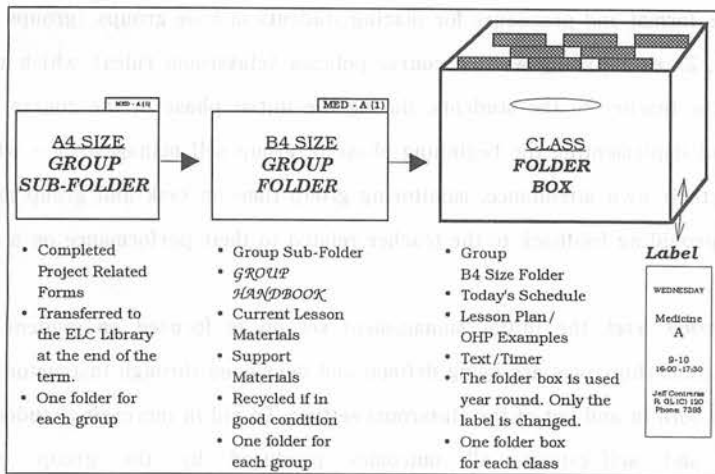 MED - A (1)
A4 SIZE
GROUP
SUB-FOLDER
MED - A (1)
B4 SIZE
GROUP
FOLDER
CLASS
FOLDER
BOX
• Completed
Project Related
Forms
• Transferred to
the ELC Library
at the end of the
term.
• One folder for
each group
• Group Sub-Folder
• GROUP
HANDBOOK
• Current Lesson
Materials
• Support
Materials
• Recycled if in
good condition
• One folder for
each group
• Group
B4 Size Folder
• Today's Schedule
• Lesson Plan/
OHP Examples
• Text/Timer
• The folder box is used
year round. Only the
label is changed.
• One folder box
for each class
Label
WEDNESDAY
Medicine
A
9-10
16:00 - 17:30
Jeff Contreras
Phone